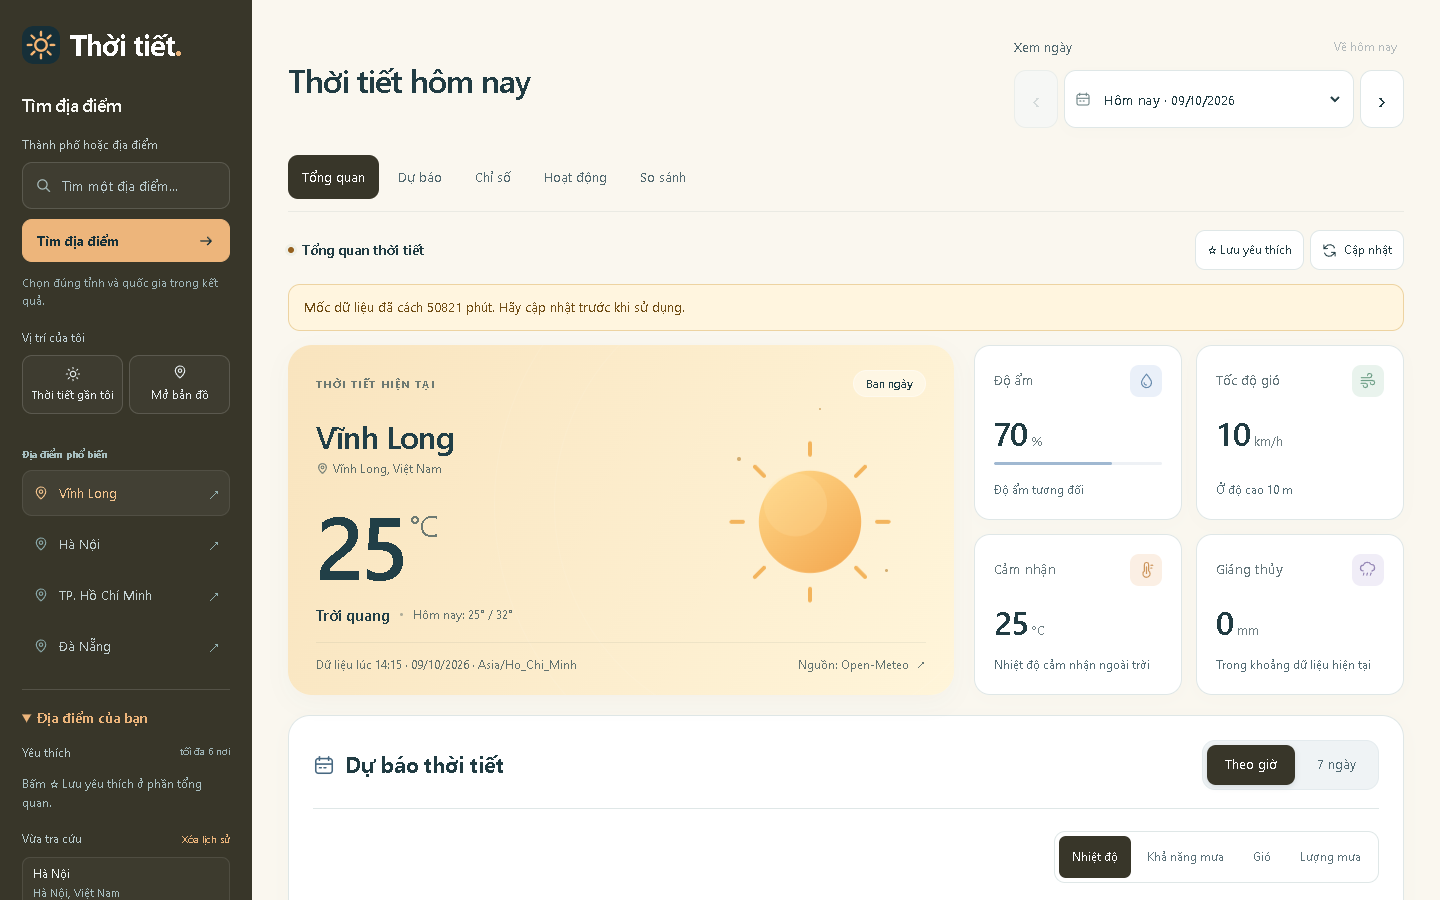 Thời tiết.
Tìm địa điểm
Thành phố hoặc địa điểm
Tìm một địa điểm...
Tìm địa điểm →
Chọn đúng tỉnh và quốc gia trong kết
quả.
Vị trí của tôi
Thời tiết gần tôi
Mở bản đồ
Địa điểm phổ biến
Vĩnh Long ↗
Hà Nội ↗
TP. Hồ Chí Minh ↗
Đà Nẵng ↗
▼ Địa điểm của bạn
Yêu thích tối đa 6 nơi
Bấm ☆ Lưu yêu thích ở phần tổng
quan.
Vừa tra cứu Xóa lịch sử
Hà Nội
Hà Nội, Việt Nam
Thời tiết hôm nay
Xem ngày Về hôm nay
‹ Hôm nay · 09/10/2026 ›
Tổng quan Dự báo Chỉ số Hoạt động So sánh
Tổng quan thời tiết
☆ Lưu yêu thích Cập nhật
Mốc dữ liệu đã cách 50821 phút. Hãy cập nhật trước khi sử dụng.
THỜI TIẾT HIỆN TẠI Ban ngày
Vĩnh Long
Vĩnh Long, Việt Nam
25 °C
Trời quang • Hôm nay: 25° / 32°
Dữ liệu lúc 14:15 · 09/10/2026 · Asia/Ho_Chi_Minh Nguồn: Open-Meteo ↗
Độ ẩm
70 %
Độ ẩm tương đối
Tốc độ gió
10 km/h
Ở độ cao 10 m
Cảm nhận
25 °C
Nhiệt độ cảm nhận ngoài trời
Giáng thủy
0 mm
Trong khoảng dữ liệu hiện tại
Dự báo thời tiết
Theo giờ 7 ngày
Nhiệt độ Khả năng mưa Gió Lượng mưa